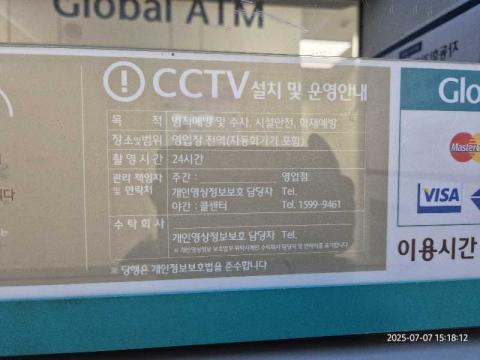 Global ATM
CCTV 설치 및 운영안내
목 적 범죄예방 및 수사, 시설안전, 화재예방
장소및범위 영업장 전역(자동화기기 포함)
촬영시간 24시간
관리 책임자 주간 : 영업점
및 연락처 개인영상정보보호 담당자 Tel.
야간 : 콜센터 Tel. 1599-9461
수탁회사
개인영상정보보호 담당자 Tel.
※ 당행은 개인정보보호법을 준수합니다
니다
Glo
Master
VISA
이용시간
2025-07-07 15:18:12